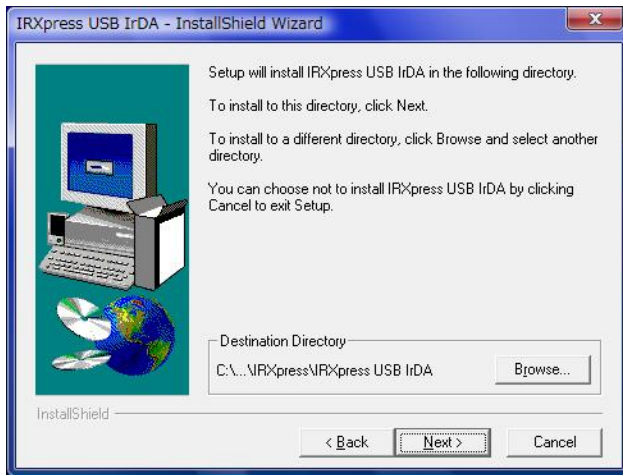 IRXpress USB IrDA - InstallShield Wizard
Setup will install IRXpress USB IrDA in the following directory.
To install to this directory, click Next.
To install to a different directory, click Browse and select another
directory.
You can choose not to install IRXpress USB IrDA by clicking
Cancel to exit Setup.
Destination Directory
C:\...\IRXpress\IRXpress USB IrDA
Browse...
InstallShield
< Back
Next >
Cancel